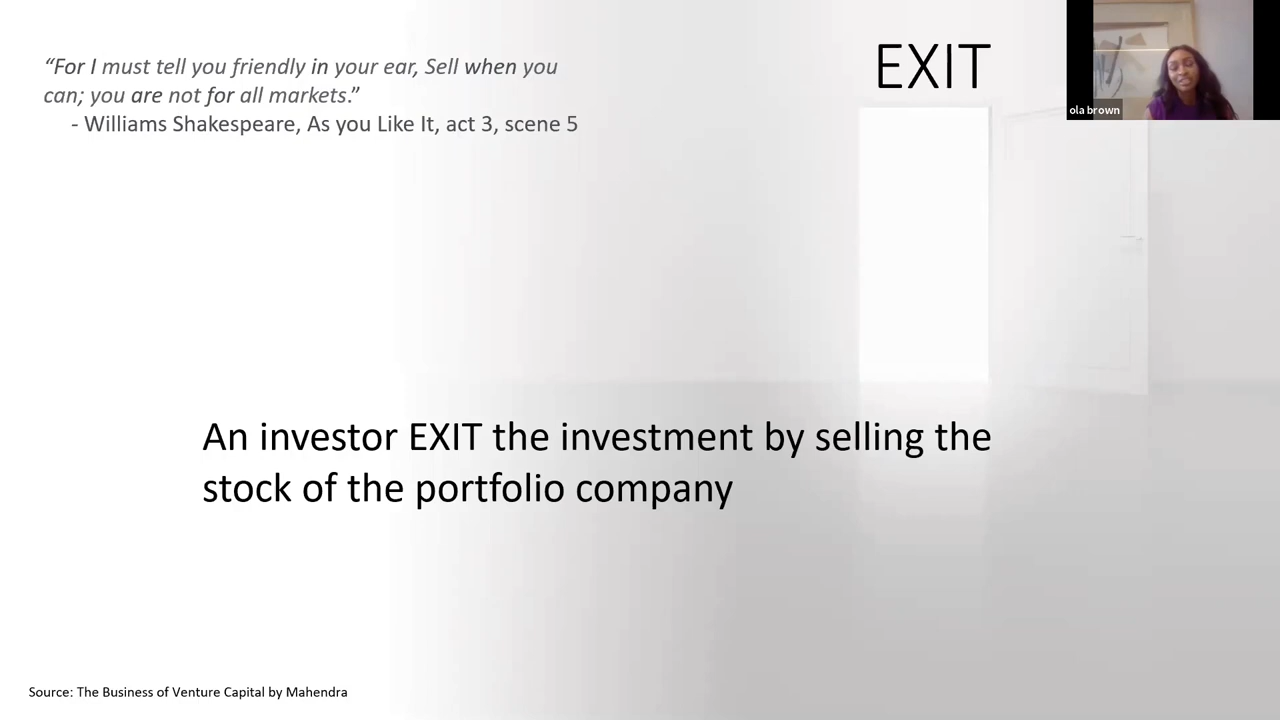 “For I must tell you friendly in your ear, Sell when you
can; you are not for all markets.”
- Williams Shakespeare, As you Like It, act 3, scene 5
EXIT
ola brown
An investor EXIT the investment by selling the
stock of the portfolio company
Source: The Business of Venture Capital by Mahendra